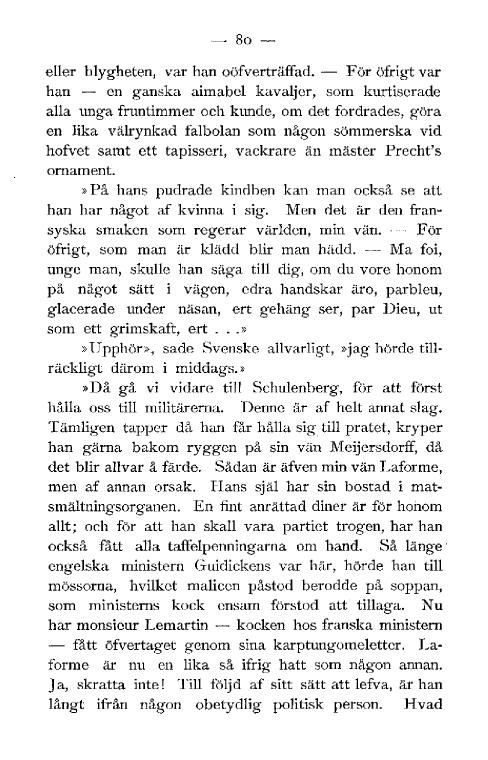 — 80 —
eller blygheten, var han oöfverträffad. — För öfrigt var
han — en ganska aimabel kavaljer, som kurtiserade
alla unga fruntimmer och kunde, om det fordrades, göra
en lika välrynkad falbolan som någon sömmerska vid
hofvet samt ett tapisseri, vackrare än mäster Precht's
ornament.
»På hans pudrade kindben kan man också se att
han har något af kvinna i sig. Men det är den fran-
syska smaken som regerar världen, min vän. — För
öfrigt, som man är klädd blir man hädd. — Ma foi,
unge man, skulle han säga till dig, om du vore honom
på något sätt i vägen, edra handskar äro, parbleu,
glacerade under näsan, ert gehäng ser, par Dieu, ut
som ett grimskaft, ert . . .»
»Upphör», sade Svenske allvarligt, »jag hörde till-
räckligt därom i middags.»
»Då gå vi vidare till Schulenberg, för att först
hålla oss till militärerna. Denne är af helt annat slag.
Tämligen tapper då han får hålla sig till pratet, kryper
han gärna bakom ryggen på sin vän Meijersdorff, då
det blir allvar å färde. Sådan är äfven min vän Laforme,
men af annan orsak. Hans själ har sin bostad i mat-
smältningsorganen. En fint anrättad diner är för honom
allt; och för att han skall vara partiet trogen, har han
också fått alla taffelpenningarna om hand. Så länge
engelska ministern Guidickens var här, hörde han till
mössorna, hvilket malicen påstod berodde på soppan,
som ministerns kock ensam förstod att tillaga. Nu
har monsieur Lemartin — kocken hos franska ministern
— fått öfvertaget genom sina karptungomeletter. La-
forme är nu en lika så ifrig hatt som någon annan.
Ja, skratta inte! Till följd af sitt sätt att lefva, är han
långt ifrån någon obetydlig politisk person. Hvad